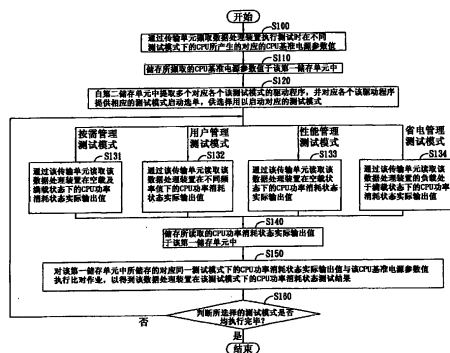 开始
S100
通过传输单元撷取数据处理装置执行测试时在不同
测试模式下的CPU所产生的对应的CPU基准电源参数值
S110
储存所撷取的CPU基准电源参数值于该第一储存单元中
S120
自第二储存单元中提取多个对应各个该测试模式的驱动程序，并对应各个该驱动程序
提供相应的测试模式启动选单，供选择用以启动对应的测试模式
按需管理
测试模式
S131
通过该传输单元读取该
数据处理装置在空载及
满载状态下的CPU功率
消耗状态实际输出值
用户管理
测试模式
S132
通过该传输单元读取该
数据处理装置在不同频
率值下的CPU功率消耗
状态实际输出值
性能管理
测试模式
S133
通过该传输单元读取该
数据处理装置在空载状
态下的CPU功率消耗状
态实际输出值
省电管理
测试模式
S134
通过该传输单元读取该
数据处理装置的负载处
于满载状态下的CPU功率
消耗状态实际输出值
S140
储存所读取的CPU功率消耗状态实际输出值
于该第一储存单元中
S150
对该第一储存单元中所储存的对应同一测试模式下的CPU功率消耗状态实际输出值与该CPU基准电源参数值
执行比对作业，以得到该数据处理装置在该测试模式下的CPU功率消耗状态测试结果
S160
判断所选择的测试模式是否
均执行完毕？
否
是
结束